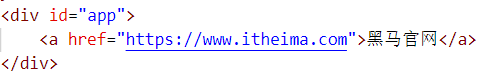 <div id="app">
    <a href="https://www.itheima.com">黑马官网</a>
</div>